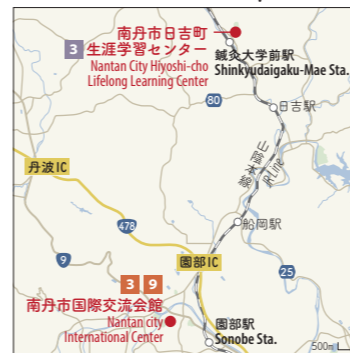 南丹市日吉町
3 生涯学習センター
Nantan City Hiyoshi-cho
Lifelong Learning Center
鍼灸大学前駅
Shinkyudaigaku-Mae Sta.
80
日吉駅
山陰本線
JR Line
丹波IC
478
船岡駅
9
園部IC
25
3 9
南丹市国際交流会館
Nantan city
International Center
園部駅
Sonobe Sta.
500m